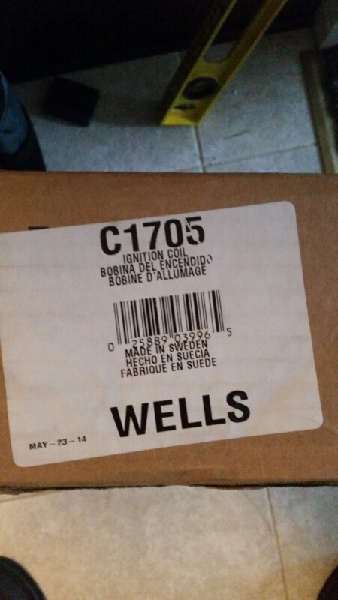 C1705
IGNITION COIL
BOBINA DEL ENCENDIDO
BOBINE D'ALLUMAGE
0 25889 03996 5
MADE IN SWEDEN
HECHO EN SUECIA
FABRIQUE EN SUEDE
WELLS
MAY-23-14